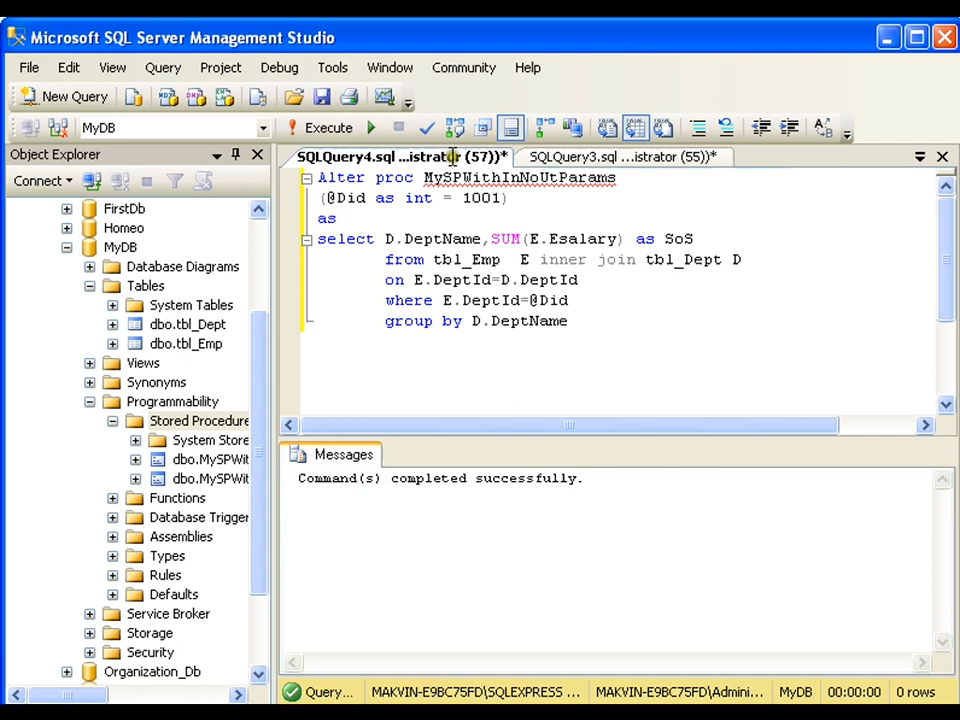 Microsoft SQL Server Management Studio
File Edit View Query Project Debug Tools Window Community Help
New Query
MyDB Execute
Object Explorer
Connect
FirstDb
Homeo
MyDB
Database Diagrams
Tables
System Tables
dbo.tbl_Dept
dbo.tbl_Emp
Views
Synonyms
Programmability
Stored Procedure
System Store
dbo.MySPWit
dbo.MySPWit
Functions
Database Trigger
Assemblies
Types
Rules
Defaults
Service Broker
Storage
Security
Organization_Db
SQLQuery4.sql ...istrator (57))* SQLQuery3.sql ...istrator (55))*
Alter proc MySPWithInNoUtParams
(@Did as int = 1001)
as
select D.DeptName,SUM(E.Esalary) as SoS
from tbl_Emp E inner join tbl_Dept D
on E.DeptId=D.DeptId
where E.DeptId=@Did
group by D.DeptName
Messages
Command(s) completed successfully.
Query... MAKVIN-E9BC75FD\SQLEXPRESS ... MAKVIN-E9BC75FD\Admini... MyDB 00:00:00 0 rows